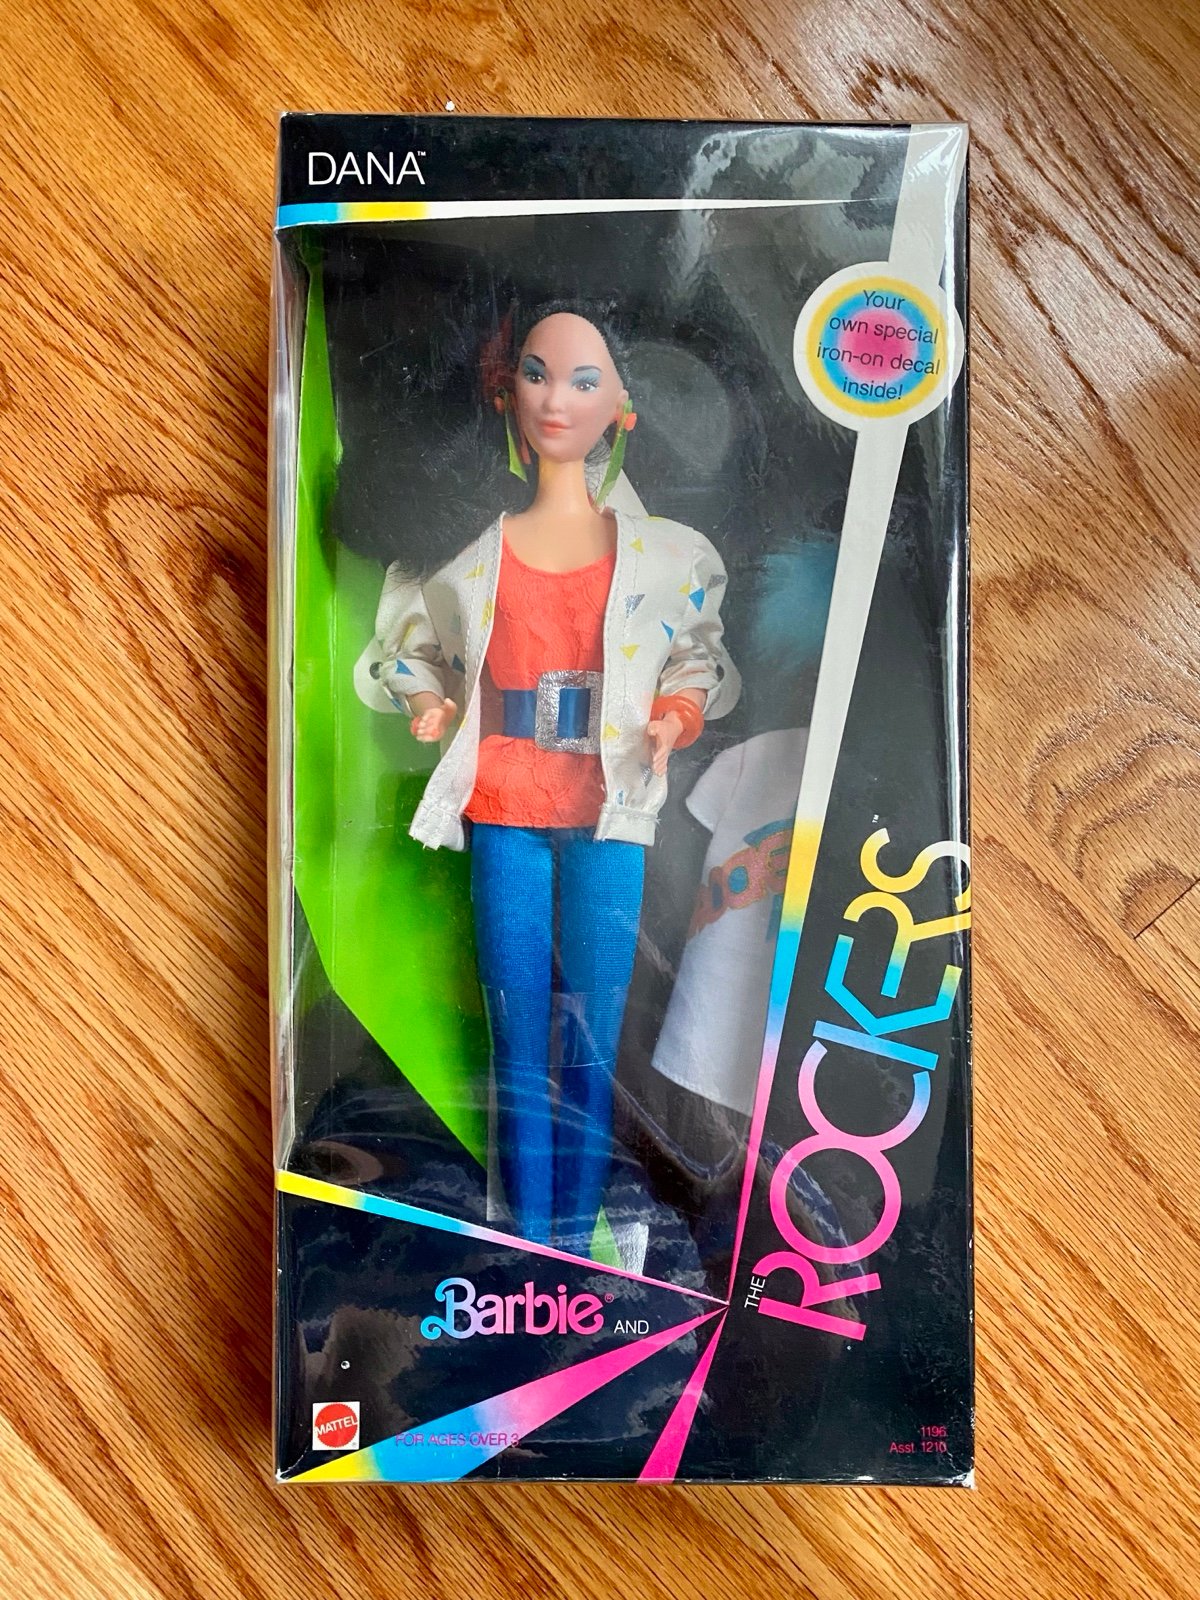 DANA™
Your
own special
iron-on decal
inside!
THE ROCKERS™
Barbie® AND
MATTEL
FOR AGES OVER 3
1196
Asst. 1210